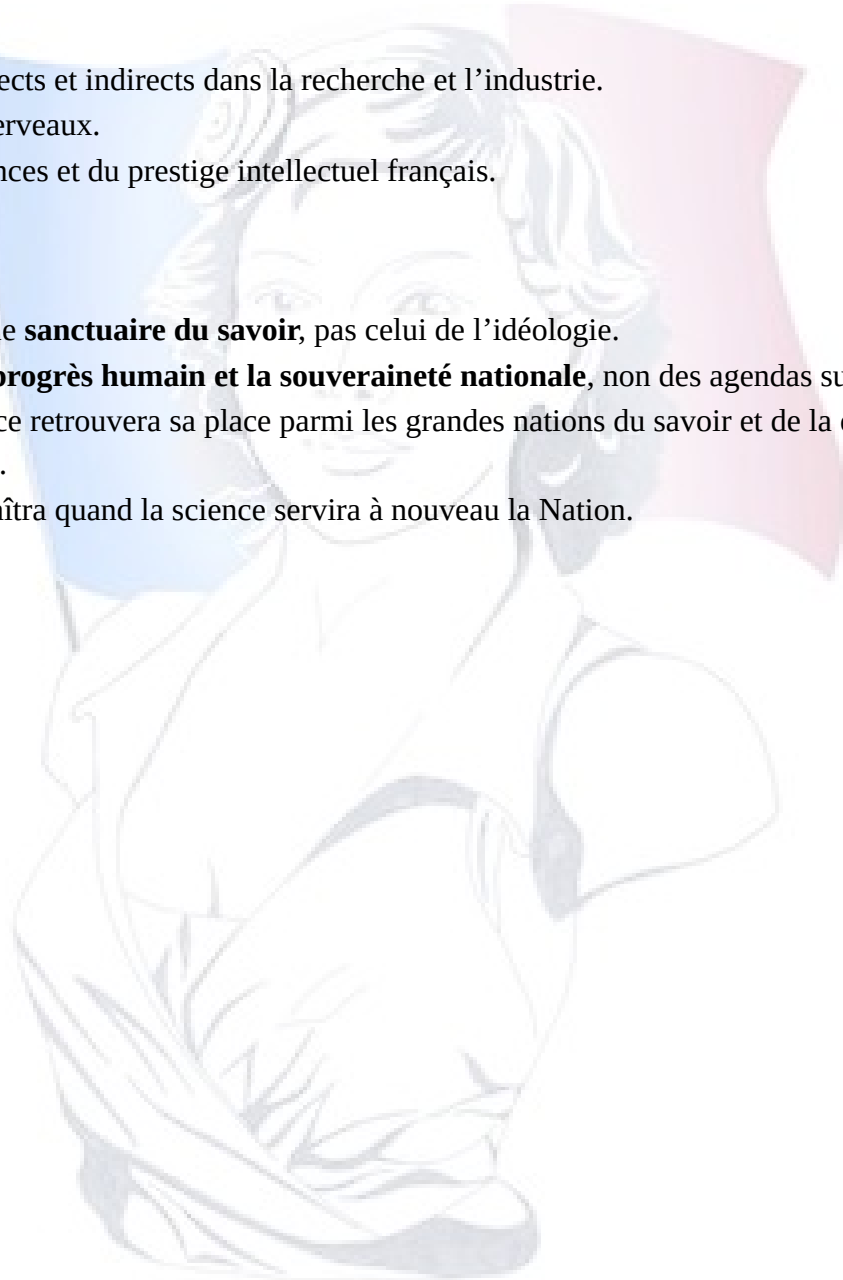 ects et indirects dans la recherche et l’industrie.
erveaux.
nces et du prestige intellectuel français.
e sanctuaire du savoir, pas celui de l’idéologie.
progrès humain et la souveraineté nationale, non des agendas su
ce retrouvera sa place parmi les grandes nations du savoir et de la
.
aîtra quand la science servira à nouveau la Nation.